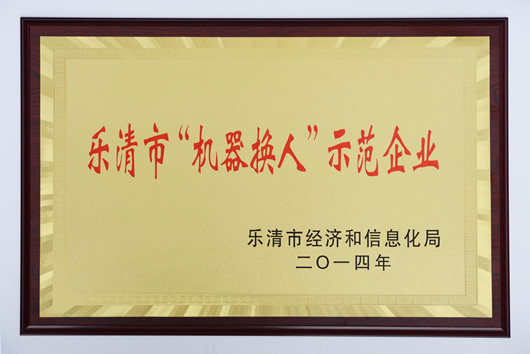 乐清市“机器换人”示范企业
乐清市经济和信息化局
二〇一四年